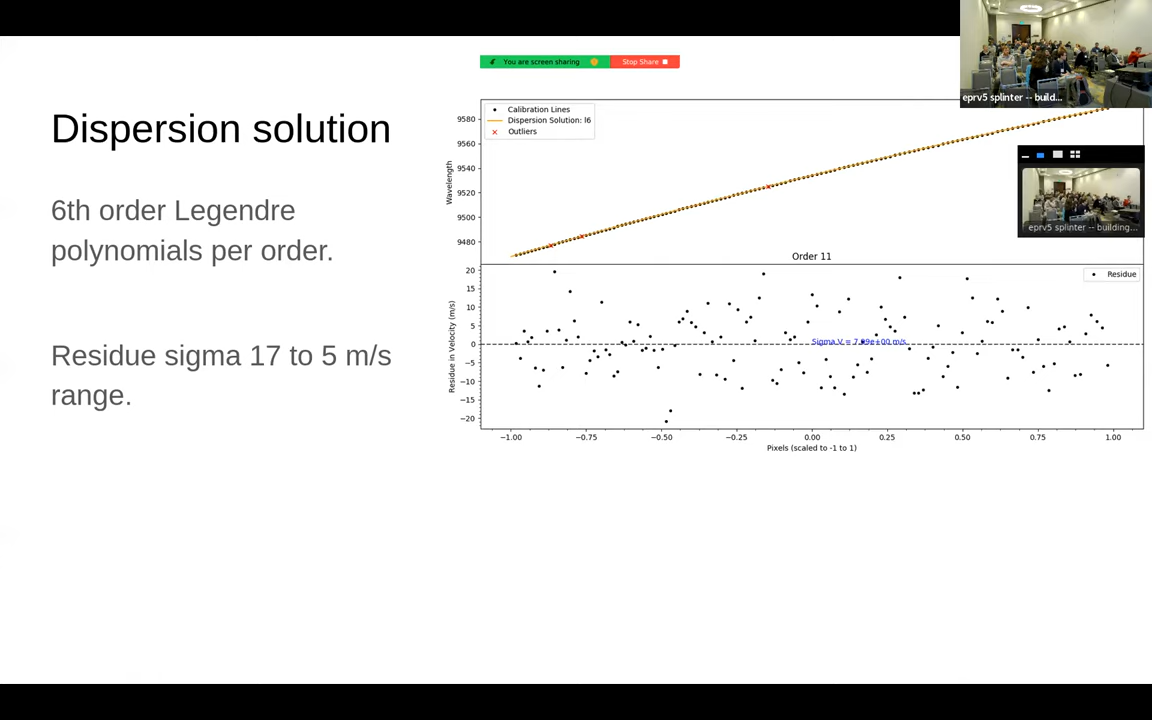 eprv5 splinter -- build...
You are screen sharing
Stop Share
Dispersion solution
6th order Legendre
polynomials per order.
Residue sigma 17 to 5 m/s
range.
Calibration Lines
Dispersion Solution: l6
Outliers
Wavelength
9580
9560
9540
9520
9500
9480
eprv5 splinter -- building...
Order 11
Residue
Residue in Velocity (m/s)
20
15
10
5
0
−5
−10
−15
−20
−1.00 −0.75 −0.50 −0.25 0.00 0.25 0.50 0.75 1.00
Pixels (scaled to -1 to 1)